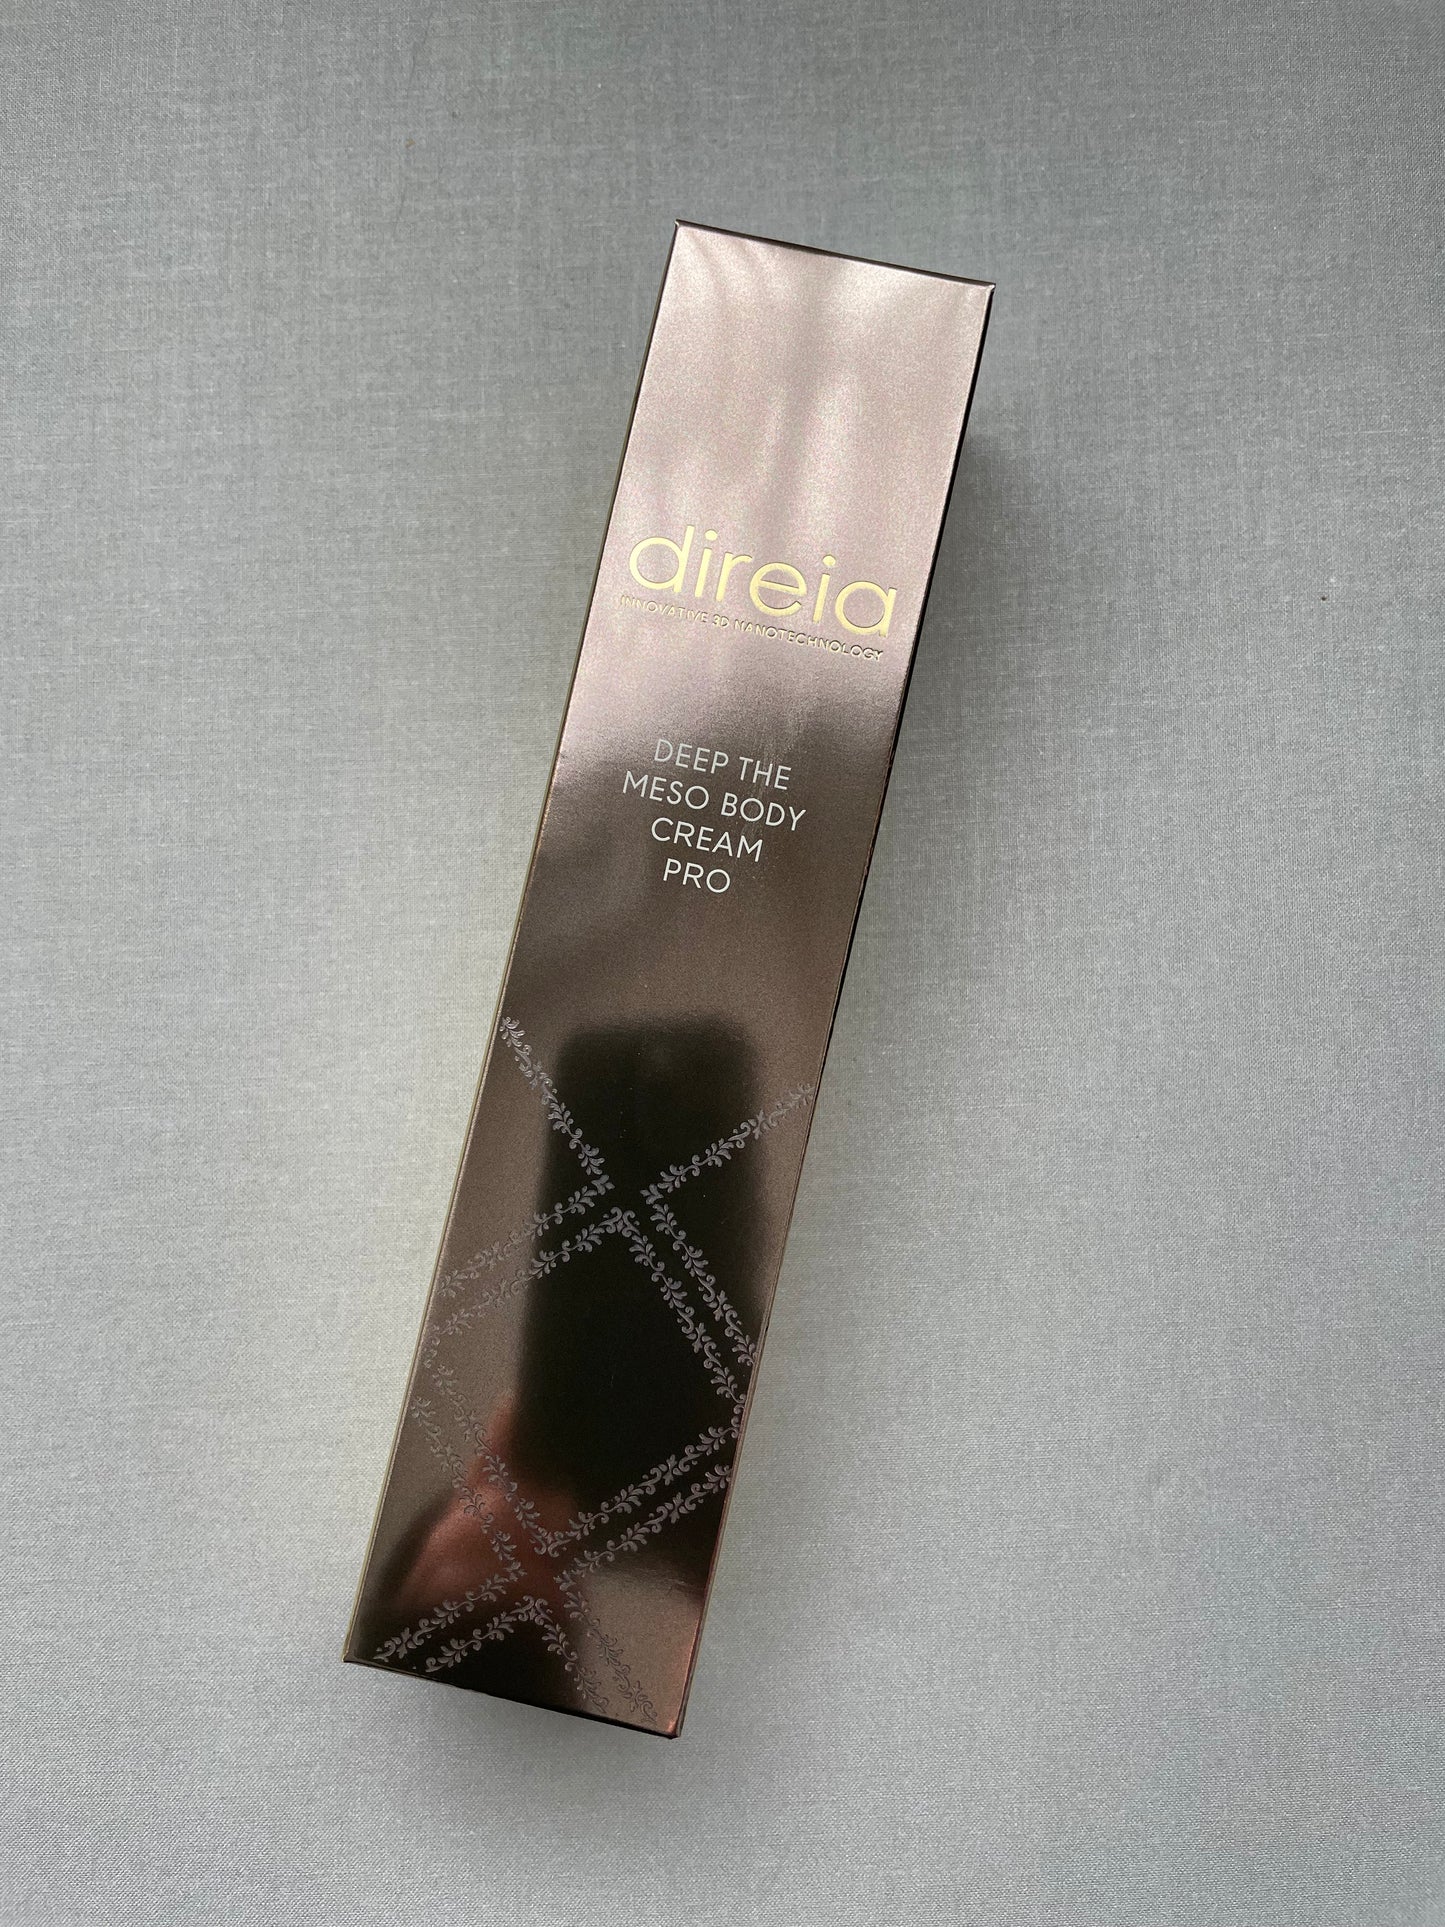 direia
INNOVATIVE 3D NANOTECHNOLOGY
DEEP THE
MESO BODY
CREAM
PRO